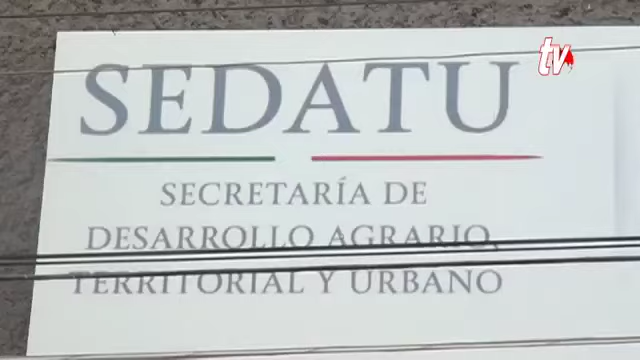 tv
SEDATU
SECRETARÍA DE
DESARROLLO AGRARIO,
TERRITORIAL Y URBANO